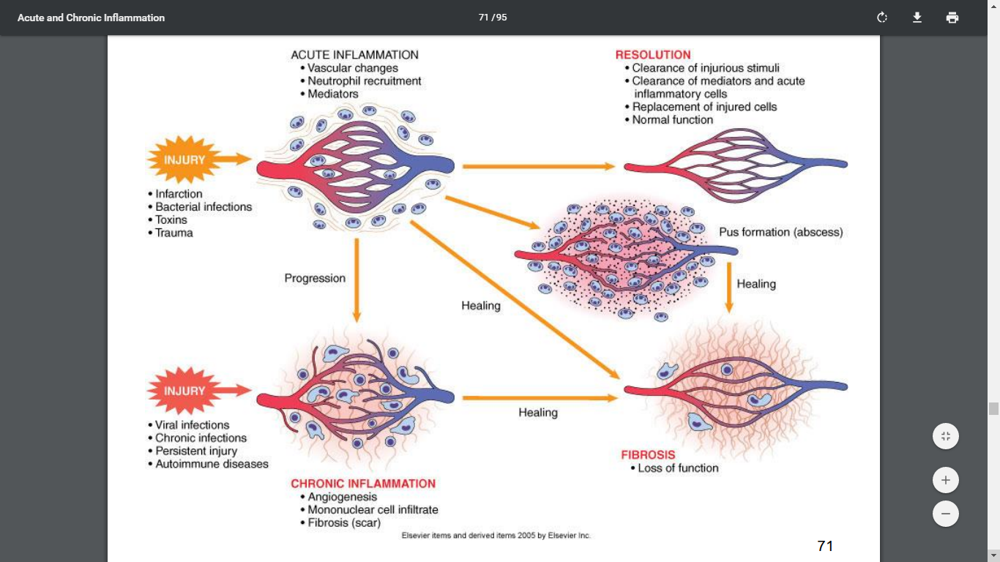 Acute and Chronic Inflammation
71 / 95
ACUTE INFLAMMATION
• Vascular changes
• Neutrophil recruitment
• Mediators
RESOLUTION
• Clearance of injurious stimuli
• Clearance of mediators and acute
inflammatory cells
• Replacement of injured cells
• Normal function
INJURY
• Infarction
• Bacterial infections
• Toxins
• Trauma
Pus formation (abscess)
Progression
Healing
Healing
INJURY
• Viral infections
• Chronic infections
• Persistent injury
• Autoimmune diseases
Healing
FIBROSIS
• Loss of function
CHRONIC INFLAMMATION
• Angiogenesis
• Mononuclear cell infiltrate
• Fibrosis (scar)
Elsevier items and derived items 2005 by Elsevier Inc.
71